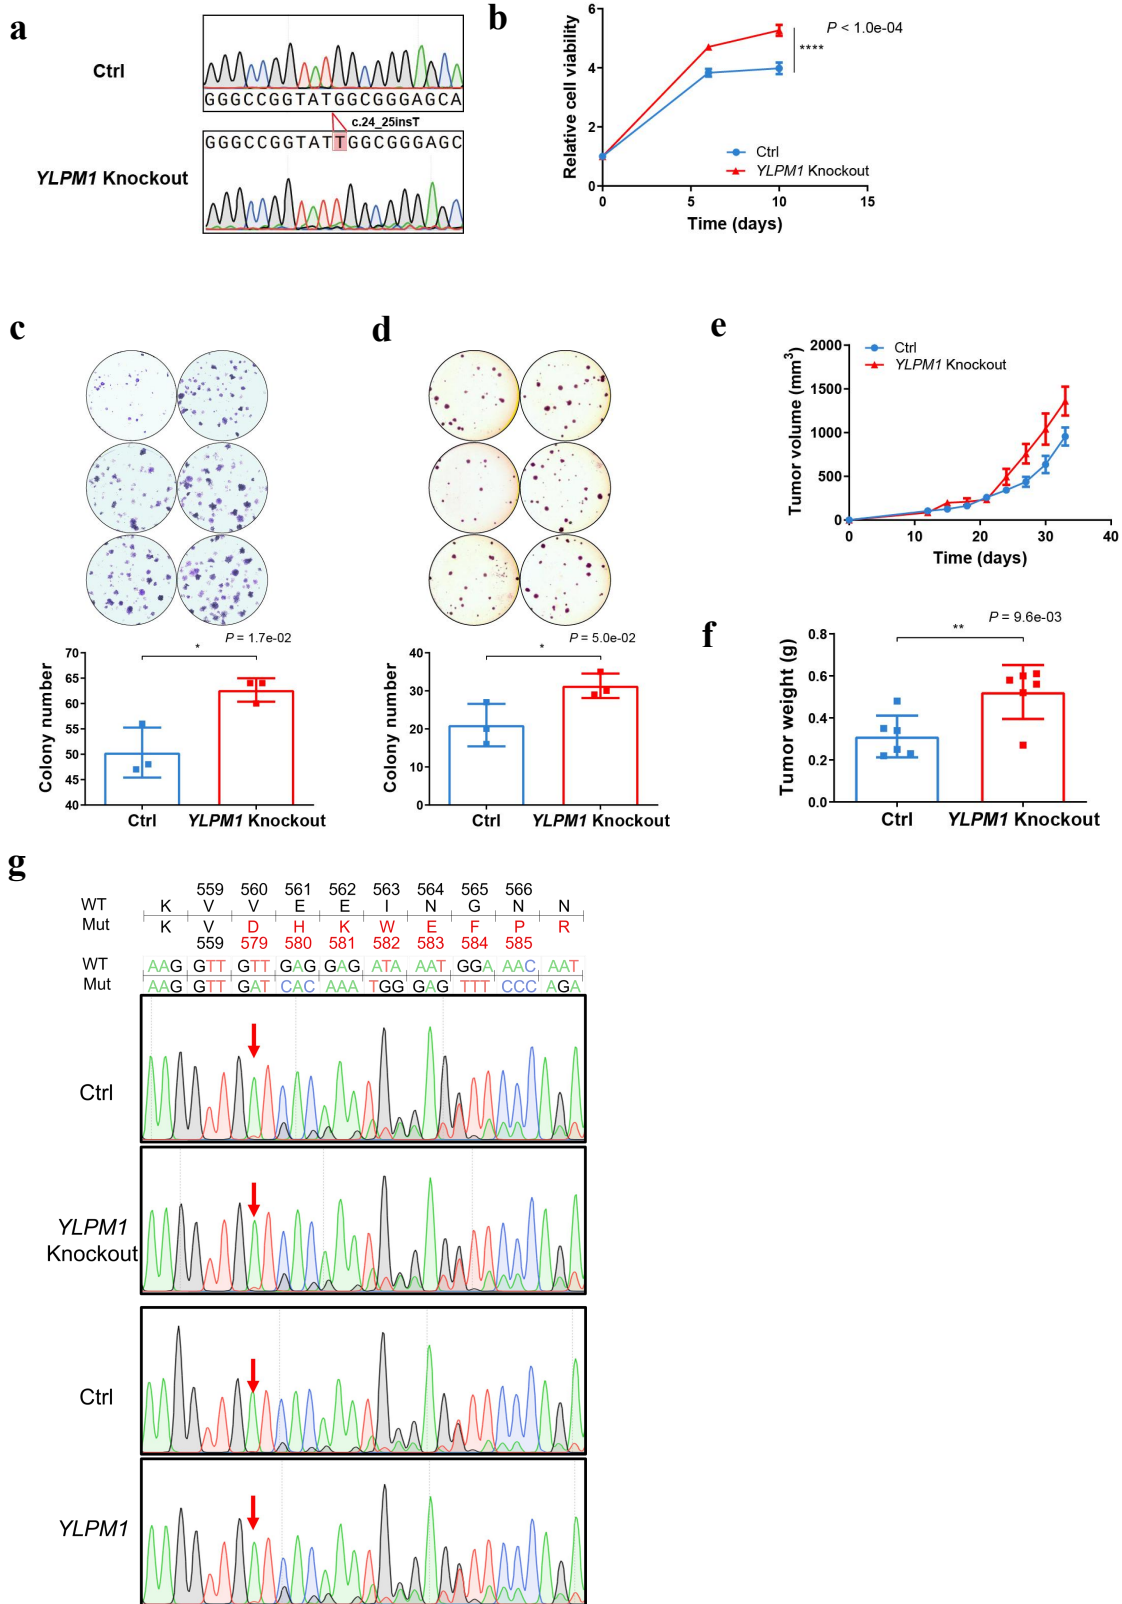 a
Ctrl
GGGCCGGTATGGCGGGAGCA
c.24_25insT
GGGCCGGTATTGGCGGGAGC
YLPM1 Knockout
b
Relative cell viability
6
4
2
0
0
5
10
15
Time (days)
P < 1.0e-04
****
Ctrl
YLPM1 Knockout
c
P = 1.7e-02
*
Colony number
70
65
60
55
50
45
40
Ctrl
YLPM1 Knockout
d
P = 5.0e-02
*
Colony number
40
30
20
10
0
Ctrl
YLPM1 Knockout
e
Ctrl
YLPM1 Knockout
Tumor volume (mm³)
2000
1500
1000
500
0
0
10
20
30
40
Time (days)
f
P = 9.6e-03
**
Tumor weight (g)
0.8
0.6
0.4
0.2
0.0
Ctrl
YLPM1 Knockout
g
559 560 561 562 563 564 565 566
WT K V V E E I N G N N
Mut K V D H K W E F P R
559 579 580 581 582 583 584 585
WT AAG GTT GTT GAG GAG ATA AAT GGA AAC AAT
Mut AAG GTT GAT CAC AAA TGG GAG TTT CCC AGA
Ctrl
YLPM1
Knockout
Ctrl
YLPM1